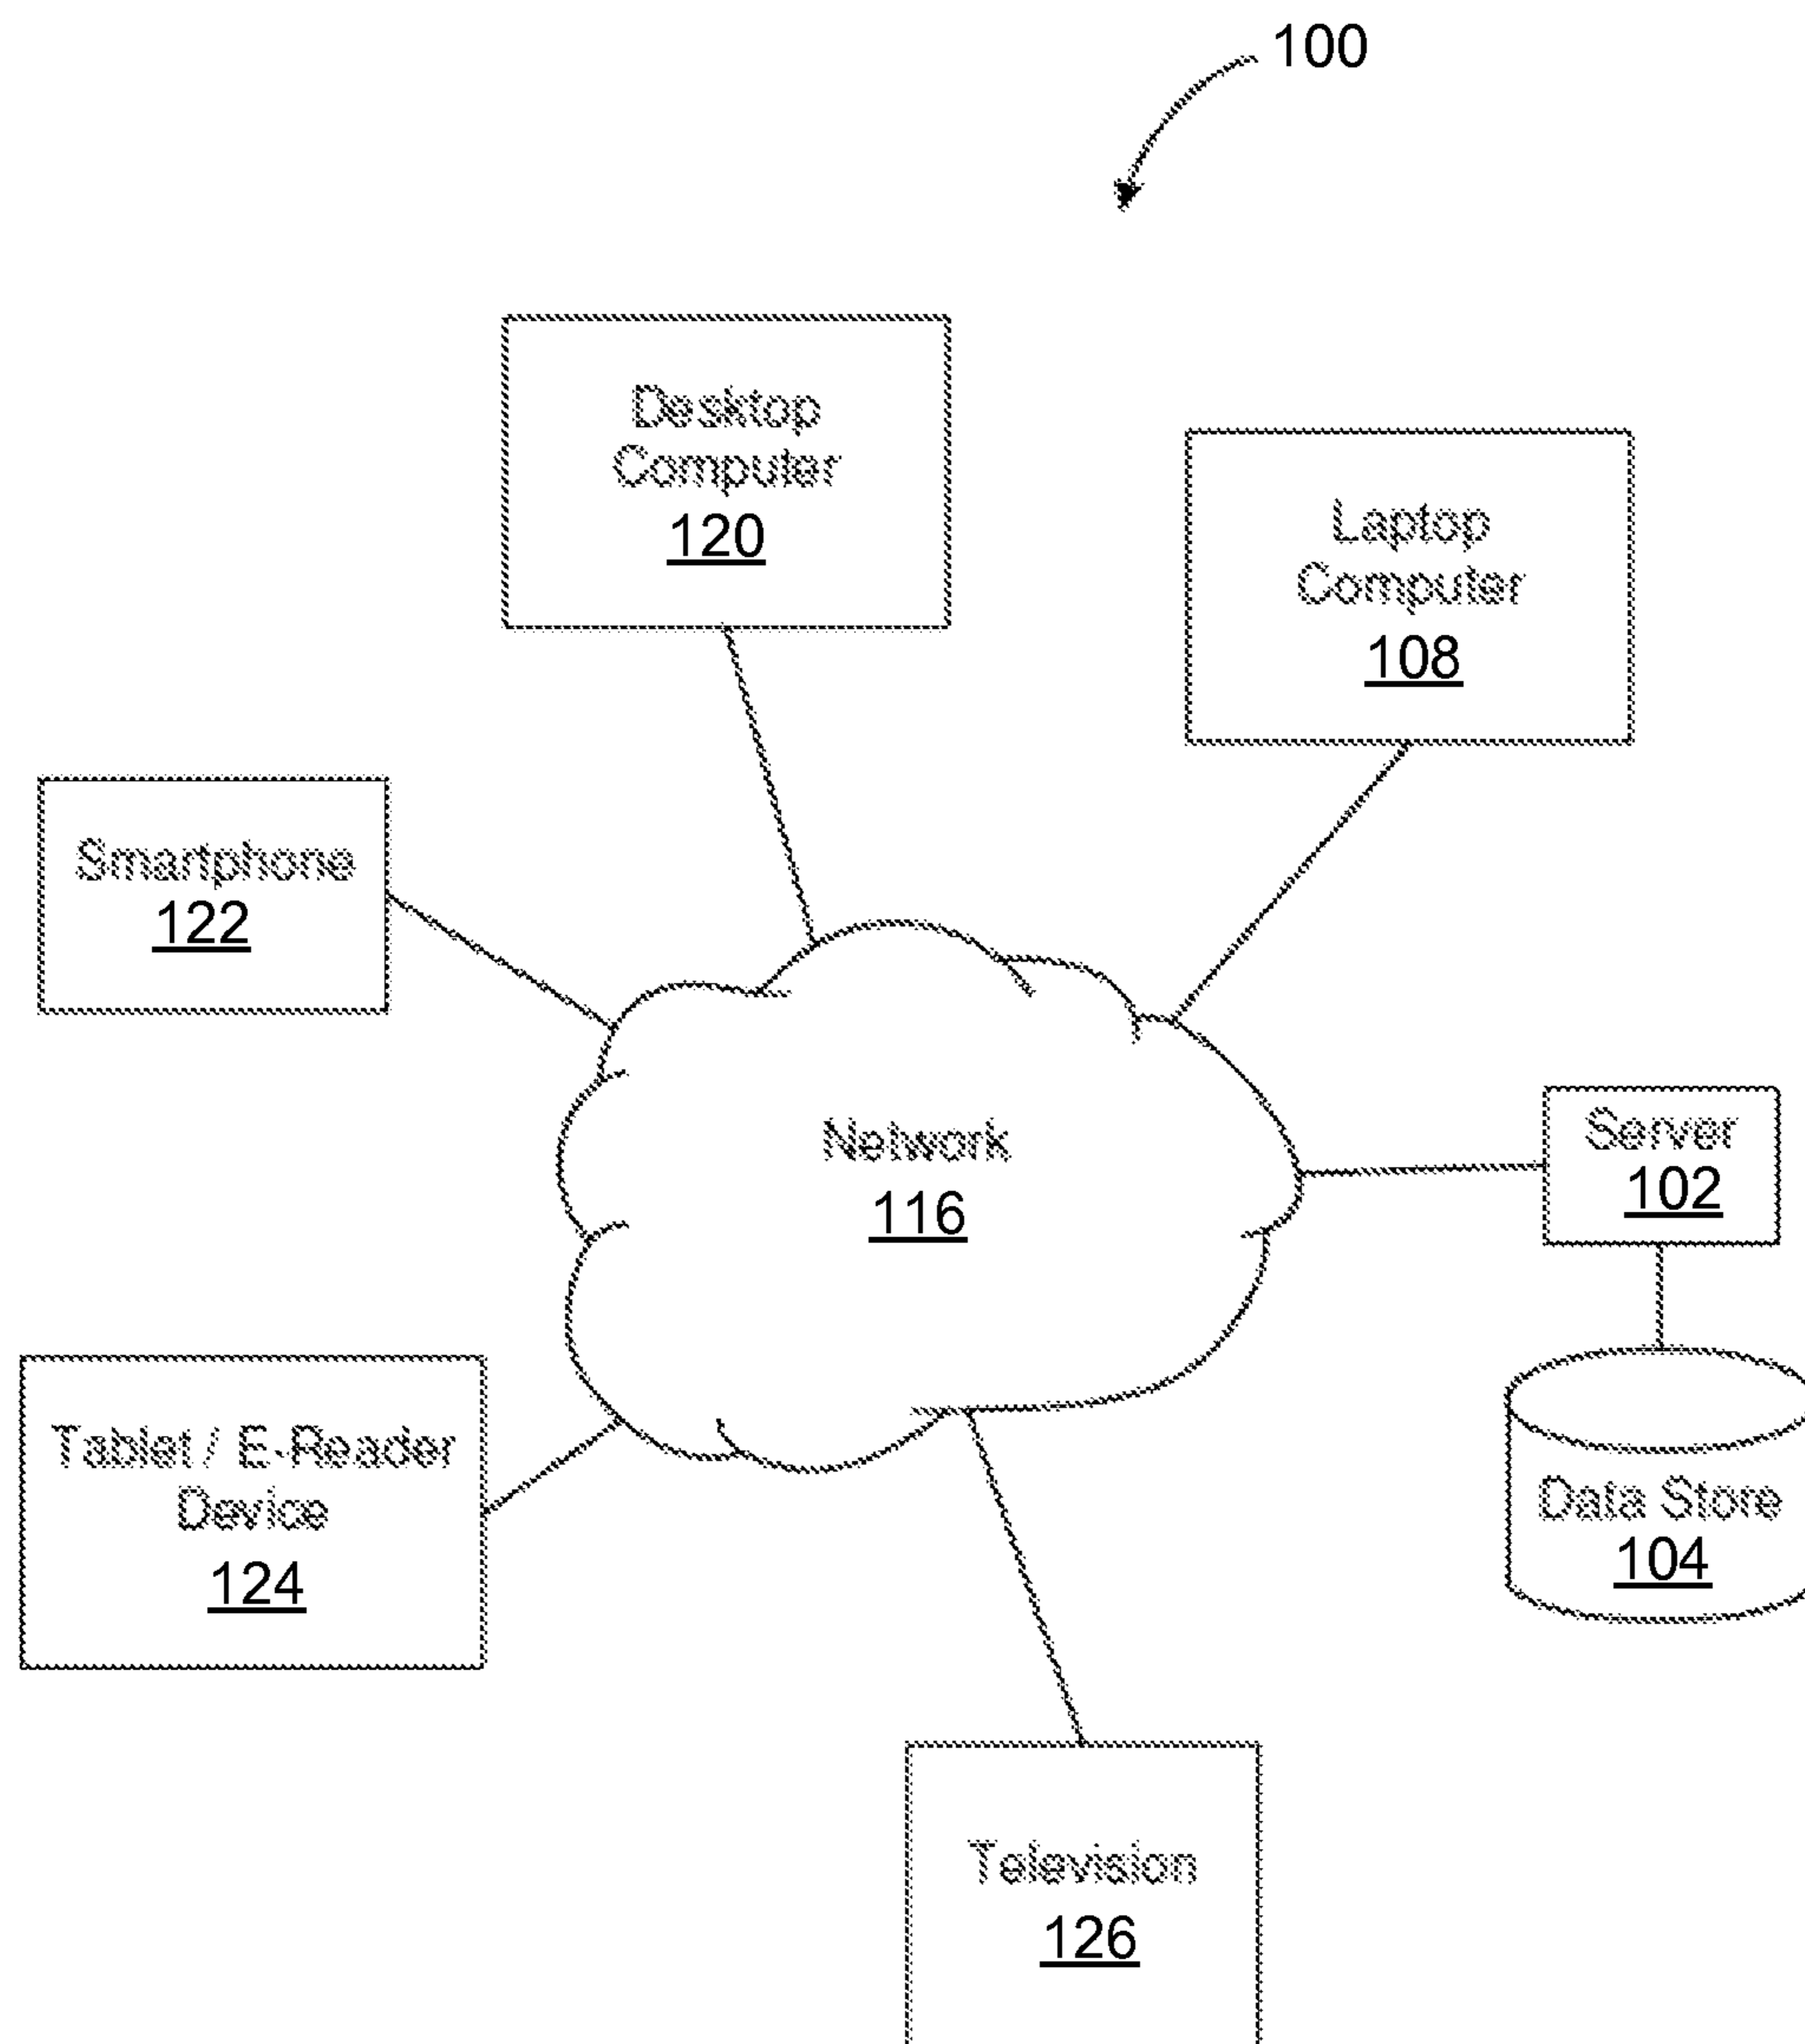 100
Desktop
Computer
120
Laptop
Computer
108
Smartphone
122
Network
116
Server
102
Tablet / E-Reader
Device
124
Data Store
104
Television
126